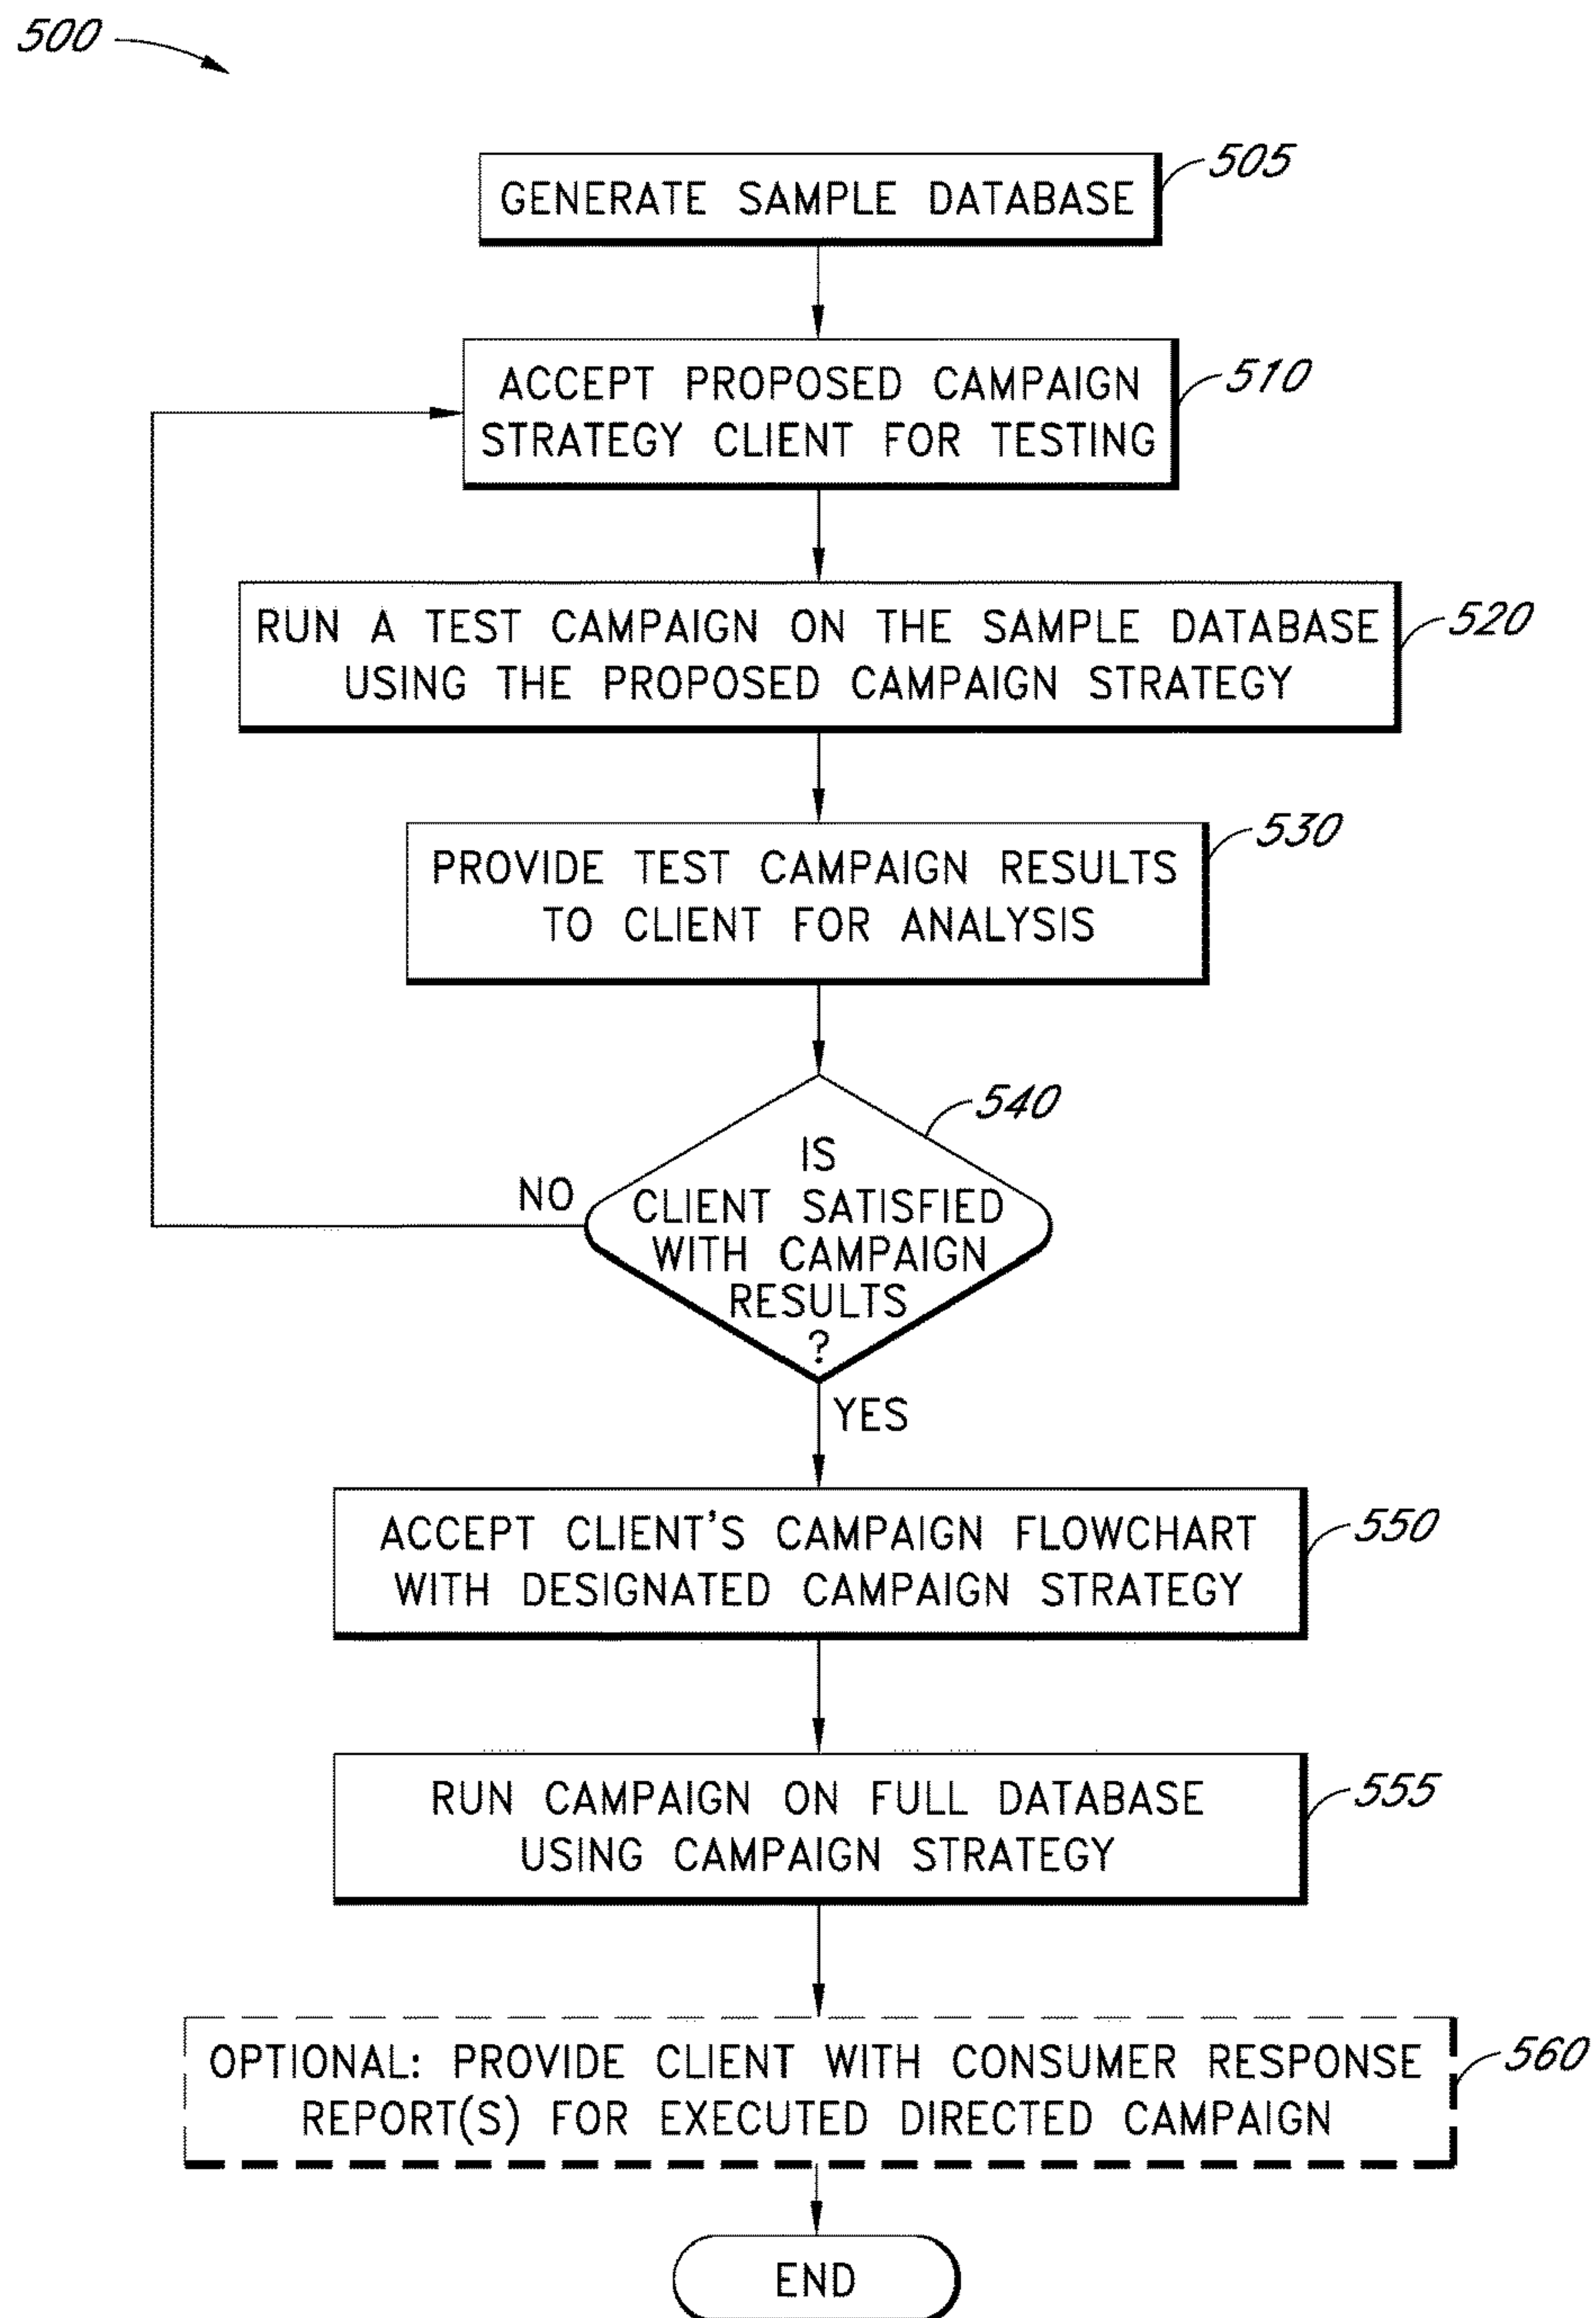 500
GENERATE SAMPLE DATABASE
505
ACCEPT PROPOSED CAMPAIGN
STRATEGY CLIENT FOR TESTING
510
RUN A TEST CAMPAIGN ON THE SAMPLE DATABASE
USING THE PROPOSED CAMPAIGN STRATEGY
520
PROVIDE TEST CAMPAIGN RESULTS
TO CLIENT FOR ANALYSIS
530
IS
CLIENT SATISFIED
WITH CAMPAIGN
RESULTS
?
540
NO
YES
ACCEPT CLIENT'S CAMPAIGN FLOWCHART
WITH DESIGNATED CAMPAIGN STRATEGY
550
RUN CAMPAIGN ON FULL DATABASE
USING CAMPAIGN STRATEGY
555
OPTIONAL: PROVIDE CLIENT WITH CONSUMER RESPONSE
REPORT(S) FOR EXECUTED DIRECTED CAMPAIGN
560
END